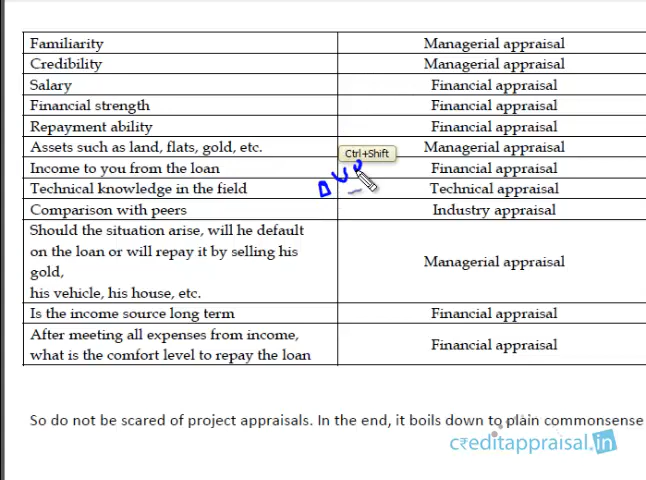 Familiarity Managerial appraisal
Credibility Managerial appraisal
Salary Financial appraisal
Financial strength Financial appraisal
Repayment ability Financial appraisal
Assets such as land, flats, gold, etc. Managerial appraisal
Ctrl+Shift
Income to you from the loan Financial appraisal
Technical knowledge in the field Technical appraisal
Comparison with peers Industry appraisal
Should the situation arise, will he default
on the loan or will repay it by selling his
gold,
his vehicle, his house, etc.
Managerial appraisal
Is the income source long term Financial appraisal
After meeting all expenses from income,
what is the comfort level to repay the loan
Financial appraisal
So do not be scared of project appraisals. In the end, it boils down to plain commonsense
c₹editappraisal.in